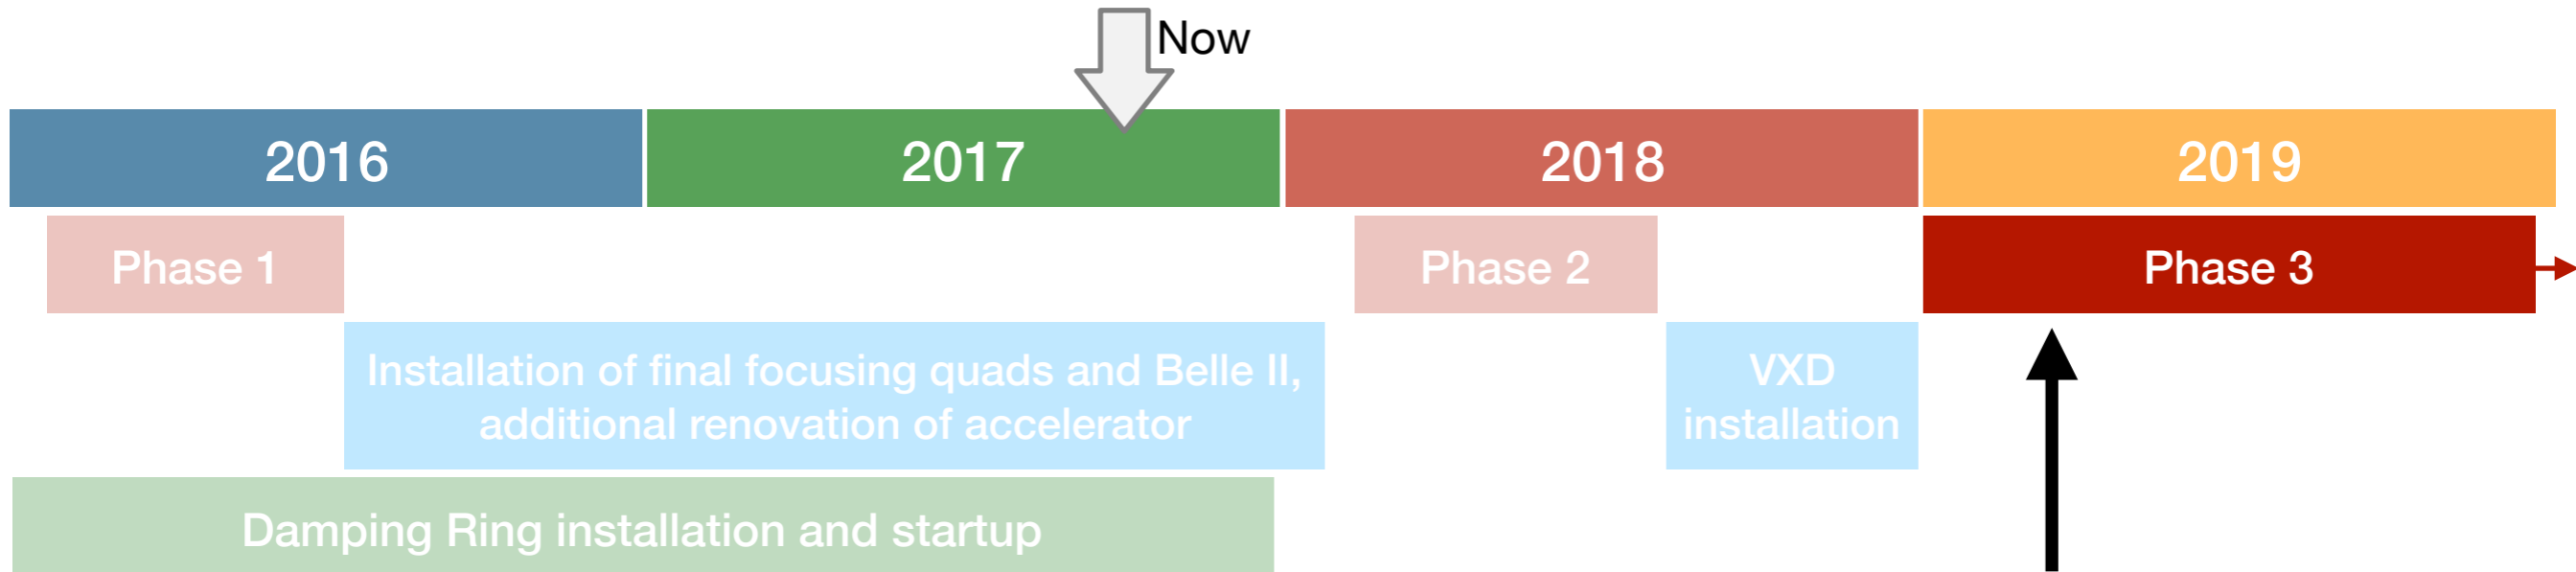 Now
2016
2017
2018
2019
Phase 1
Phase 2
Phase 3
Installation of final focusing quads and Belle II,
additional renovation of accelerator
VXD
installation
Damping Ring installation and startup